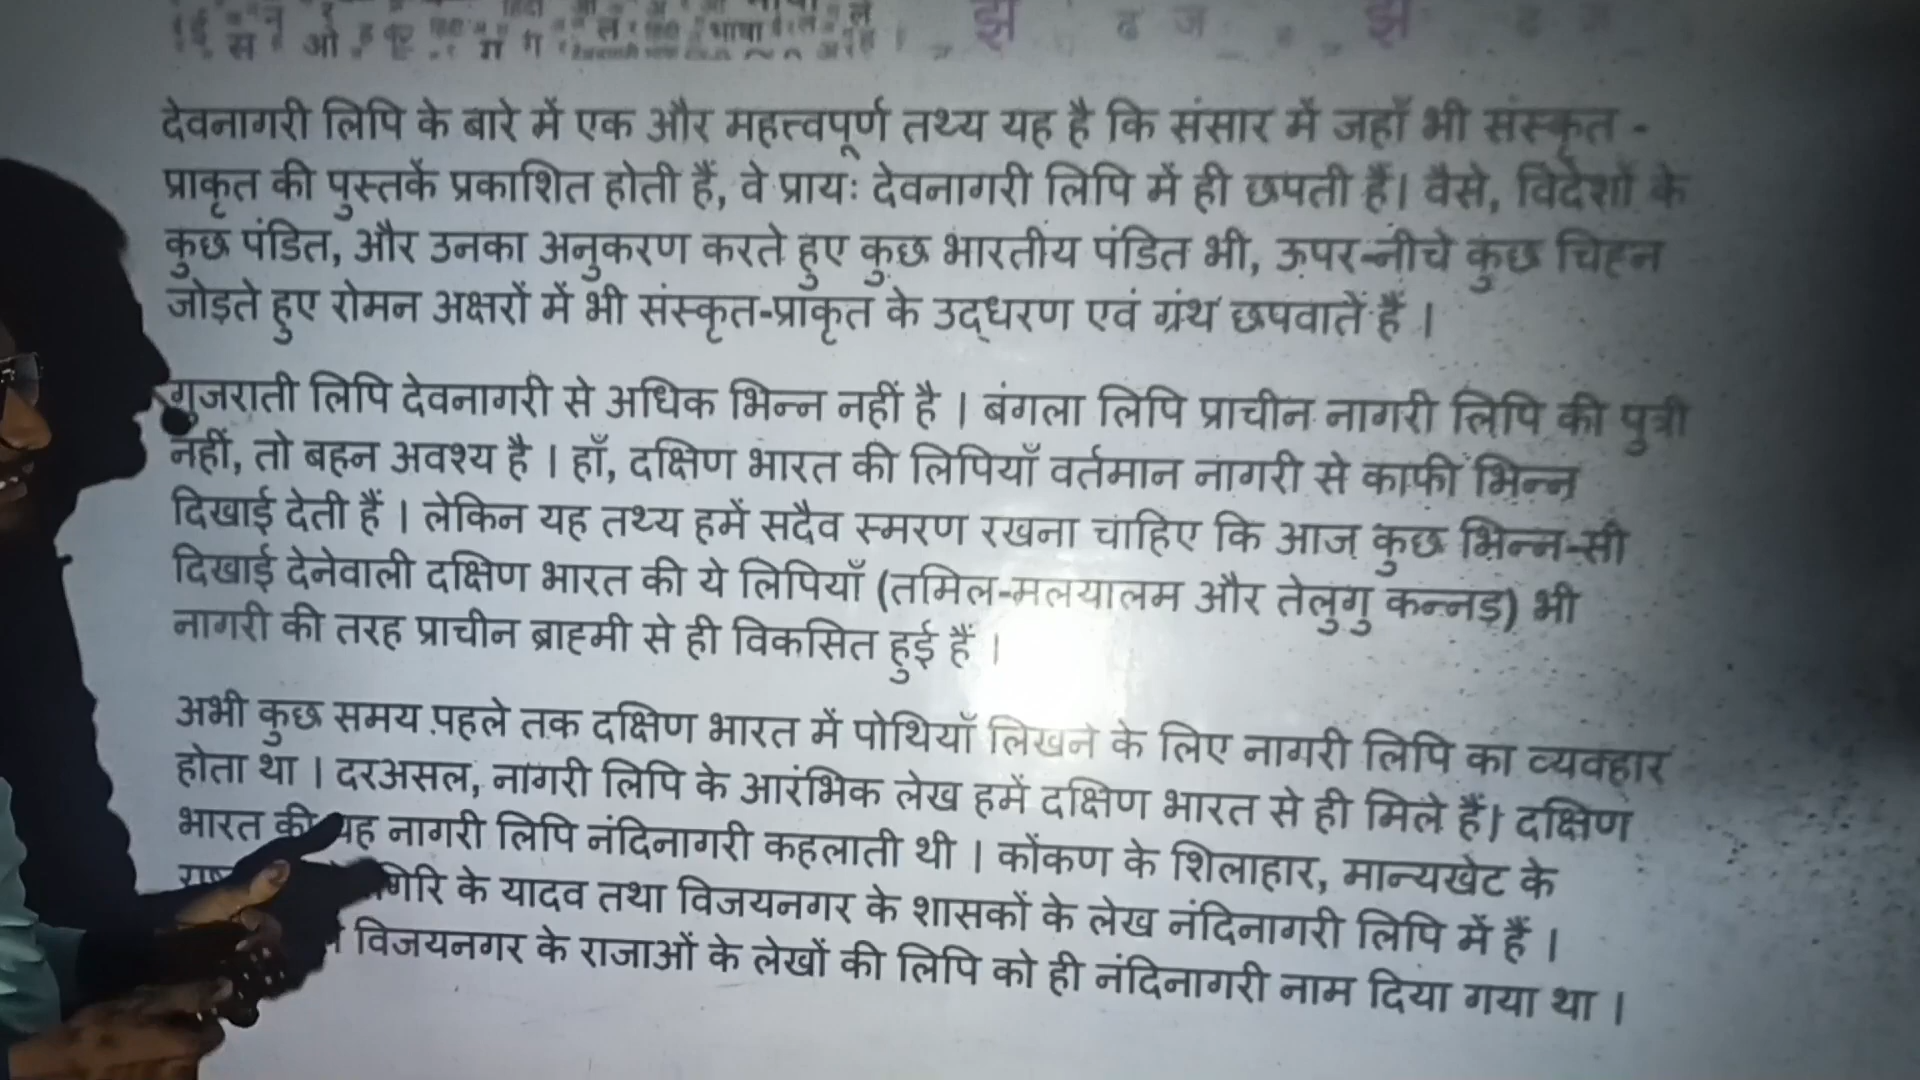 देवनागरी लिपि के बारे में एक और महत्त्वपूर्ण तथ्य यह है कि संसार में जहाँ भी संस्कृत -
प्राकृत की पुस्तकें प्रकाशित होती हैं, वे प्रायः देवनागरी लिपि में ही छपती हैं। वैसे, विदेशों के
कुछ पंडित, और उनका अनुकरण करते हुए कुछ भारतीय पंडित भी, ऊपर-नीचे कुछ चिह्न
जोड़ते हुए रोमन अक्षरों में भी संस्कृत-प्राकृत के उद्धरण एवं ग्रंथ छपवाते हैं ।
गुजराती लिपि देवनागरी से अधिक भिन्न नहीं है । बंगला लिपि प्राचीन नागरी लिपि की पुत्री
नहीं, तो बहन अवश्य है । हाँ, दक्षिण भारत की लिपियाँ वर्तमान नागरी से काफी भिन्न
दिखाई देती हैं । लेकिन यह तथ्य हमें सदैव स्मरण रखना चाहिए कि आज कुछ भिन्न-सी
दिखाई देनेवाली दक्षिण भारत की ये लिपियाँ (तमिल-मलयालम और तेलुगु कन्नड़) भी
नागरी की तरह प्राचीन ब्राह्मी से ही विकसित हुई हैं ।
अभी कुछ समय पहले तक दक्षिण भारत में पोथियाँ लिखने के लिए नागरी लिपि का व्यवहार
होता था । दरअसल, नागरी लिपि के आरंभिक लेख हमें दक्षिण भारत से ही मिले हैं। दक्षिण
भारत की यह नागरी लिपि नंदिनागरी कहलाती थी । कोंकण के शिलाहार, मान्यखेट के
के यादव तथा विजयनगर के शासकों के लेख नंदिनागरी लिपि में हैं ।
विजयनगर के राजाओं के लेखों की लिपि को ही नंदिनागरी नाम दिया गया था ।